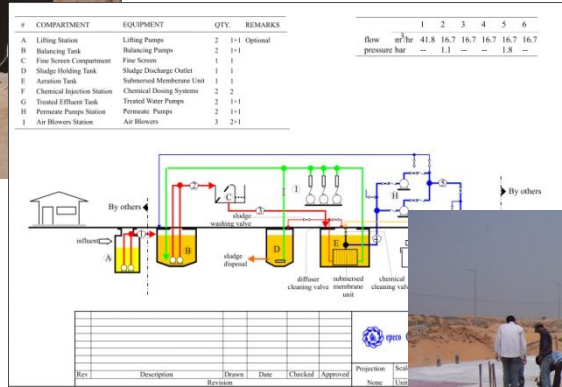 # COMPARTMENT EQUIPMENT QTY. REMARKS
A Lifting Station Lifting Pumps 2 1+1 Optional
B Balancing Tank Balancing Pumps 2 1+1
C Fine Screen Compartment Fine Screen 1 1
D Sludge Holding Tank Sludge Discharge Outlet 1 1
E Aeration Tank Submersed Memberane Unit 1 1
F Chemical Injection Station Chemical Dosing Systems 2 2
G Treated Effluent Tank Treated Water Pumps 2 1+1
H Permeate Pumps Station Permeate Pumps 2 1+1
I Air Blowers Station Air Blowers 3 2+1
1 2 3 4 5 6
flow m³/hr 41.8 16.7 16.7 16.7 16.7 16.7
pressure bar -- 1.1 -- -- 1.8 --
By others
influent
1
A
2
B
C
3
sludge
washing valve
sludge
disposal
D
I
E
diffuser
cleaning valve
submersed
membrane
unit
chemical
cleaning valve
H
5
By others
epeco
Rev Description Drawn Date Checked Approved
Revision
Projection
None